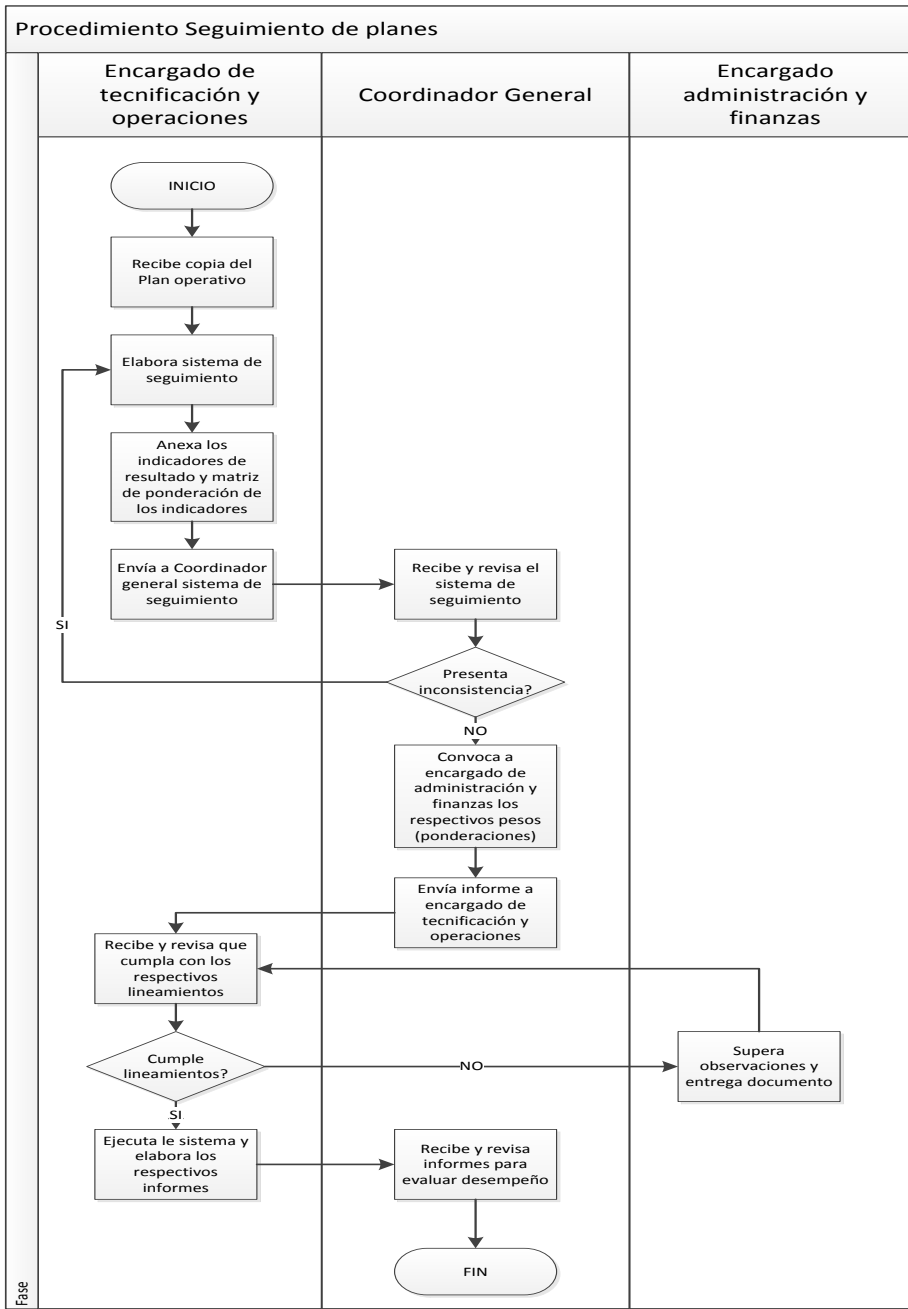 Procedimiento Seguimiento de planes
Encargado de
tecnificación y
operaciones
Coordinador General
Encargado
administración y
finanzas
INICIO
Recibe copia del
Plan operativo
Elabora sistema de
seguimiento
Anexa los
indicadores de
resultado y matriz
de ponderación de
los indicadores
Envía a Coordinador
general sistema de
seguimiento
Recibe y revisa el
sistema de
seguimiento
SI
Presenta
inconsistencia?
NO
Convoca a
encargado de
administración y
finanzas los
respectivos pesos
(ponderaciones)
Envía informe a
encargado de
tecnificación y
operaciones
Recibe y revisa que
cumpla con los
respectivos
lineamientos
Cumple
lineamientos?
NO
Supera
observaciones y
entrega documento
SI
Ejecuta le sistema y
elabora los
respectivos
informes
Recibe y revisa
informes para
evaluar desempeño
FIN
Fase